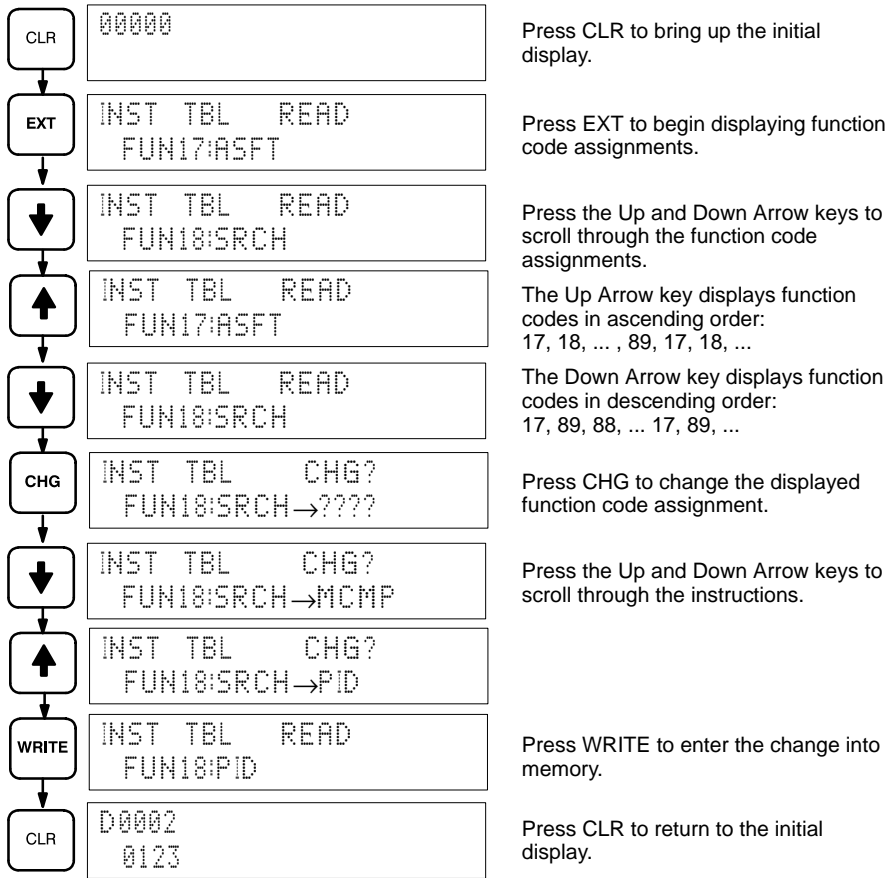 CLR
00000
Press CLR to bring up the initial
display.
EXT
INST TBL READ
FUN17:ASFT
Press EXT to begin displaying function
code assignments.
INST TBL READ
FUN18:SRCH
Press the Up and Down Arrow keys to
scroll through the function code
assignments.
INST TBL READ
FUN17:ASFT
The Up Arrow key displays function
codes in ascending order:
17, 18, ... , 89, 17, 18, ...
INST TBL READ
FUN18:SRCH
The Down Arrow key displays function
codes in descending order:
17, 89, 88, ... 17, 89, ...
CHG
INST TBL CHG?
FUN18:SRCH→????
Press CHG to change the displayed
function code assignment.
INST TBL CHG?
FUN18:SRCH→MCMP
Press the Up and Down Arrow keys to
scroll through the instructions.
INST TBL CHG?
FUN18:SRCH→PID
WRITE
INST TBL READ
FUN18:PID
Press WRITE to enter the change into
memory.
CLR
D0002
0123
Press CLR to return to the initial
display.